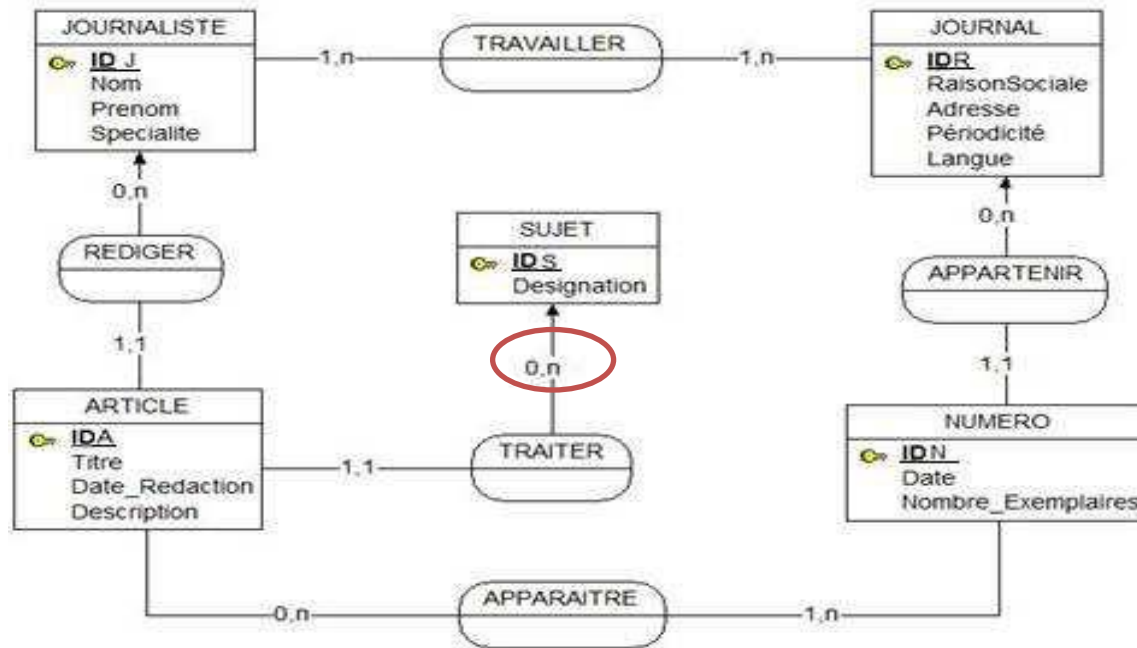 JOURNALISTE
ID J
Nom
Prenom
Specialite
1,n
TRAVAILLER
1,n
JOURNAL
IDR
RaisonSociale
Adresse
Périodicité
Langue
0,n
REDIGER
1,1
SUJET
ID S
Designation
0,n
0,n
APPARTENIR
1,1
ARTICLE
IDA
Titre
Date_Redaction
Description
1,1
TRAITER
NUMERO
IDN
Date
Nombre_Exemplaires
0,n
APPARAITRE
1,n